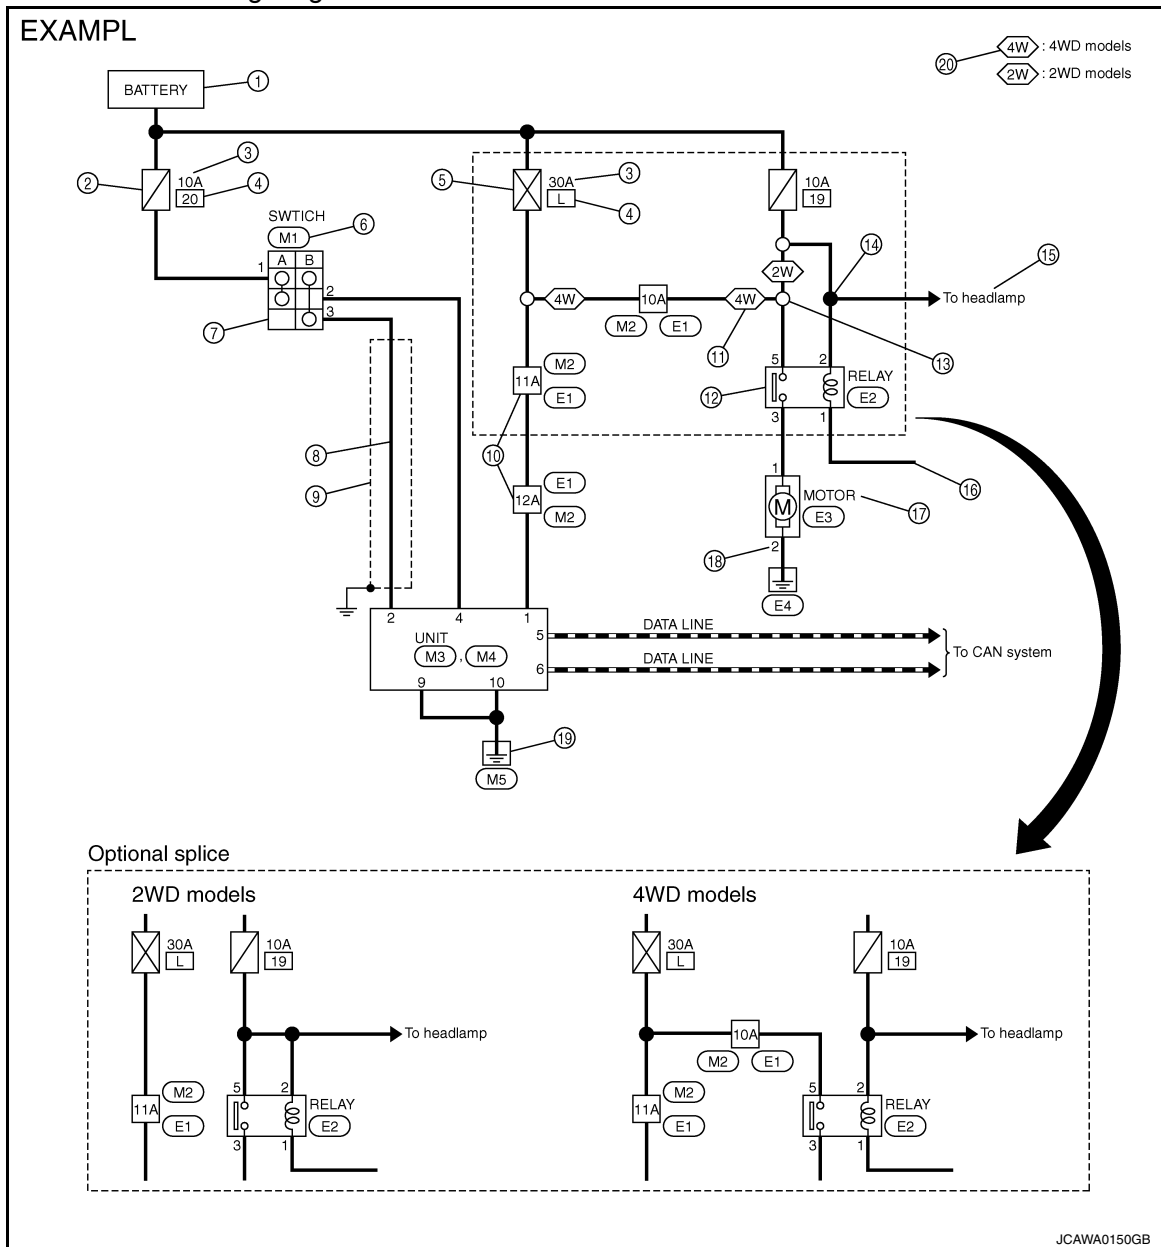 EXAMPL
20 4W : 4WD models
2W : 2WD models
BATTERY 1
2 10A 3
20 4
5 30A 3
L 4
10A
19
SWTICH
M1 6
A B
1
2
3
7
14
15
2W
4W 10A 4W
To headlamp
M2 E1
11
13
M2
11A
E1
5 2
12
RELAY
E2
3 1
8
10
9
E1
12A
M2
16
1
MOTOR
M
E3
17
18
2
E4
2 4 1
UNIT
M3 , M4
5
DATA LINE
6
DATA LINE
To CAN system
9 10
19
M5
Optional splice
2WD models
30A
L
10A
19
To headlamp
M2
11A
E1
5 2
RELAY
E2
3 1
4WD models
30A
L
10A
19
10A
To headlamp
M2 E1
M2
11A
E1
5 2
RELAY
E2
3 1
JCAWA0150GB